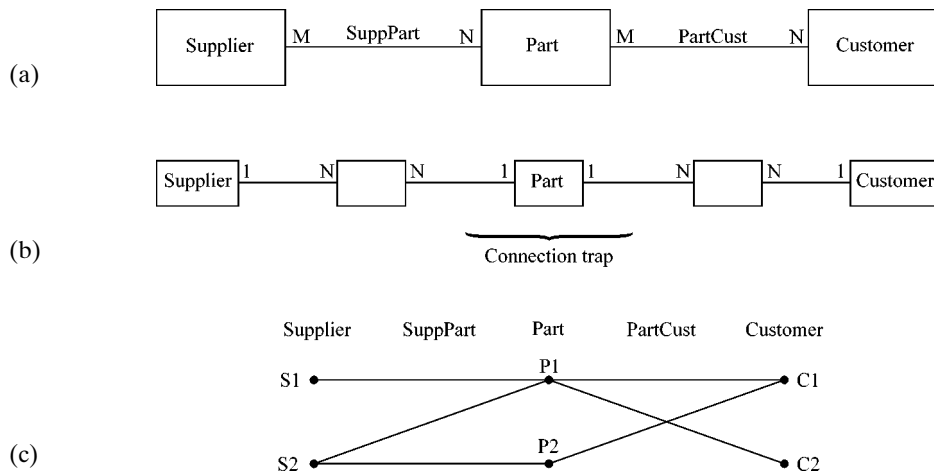 Supplier M SuppPart N Part M PartCust N Customer
(a)
Supplier 1 N N 1 Part 1 N N 1 Customer
(b)
Connection trap
Supplier SuppPart Part PartCust Customer
P1
S1 C1
P2
(c) S2 C2